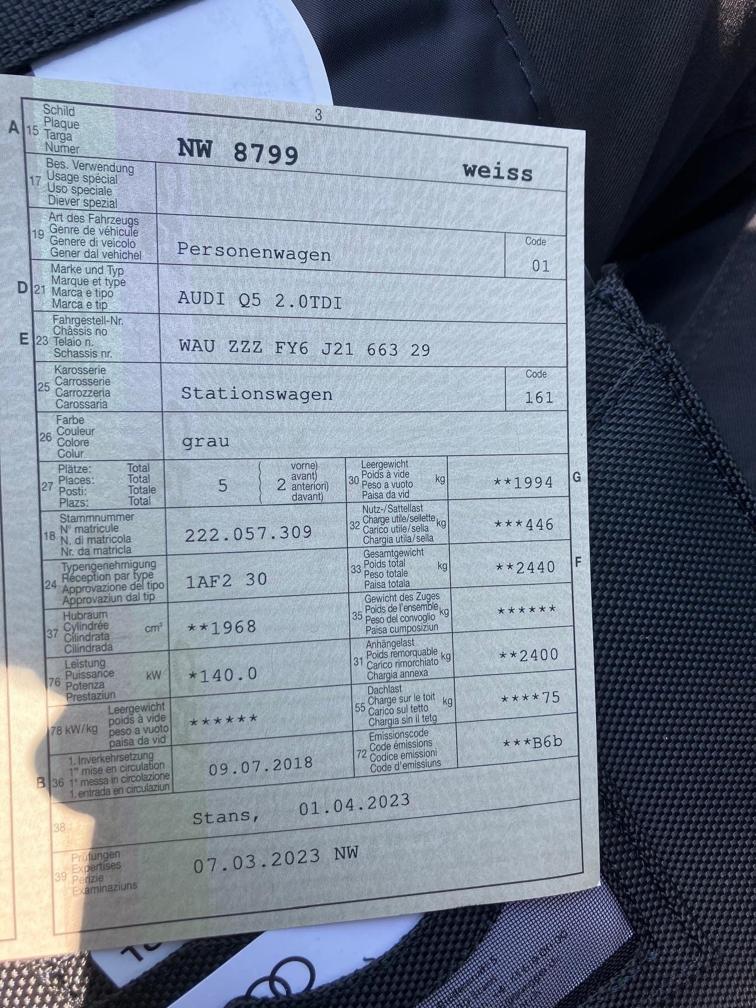 3
A 15 Schild
Plaque
Targa
Numer
NW 8799 weiss
17 Bes. Verwendung
Usage spécial
Uso speciale
Diever spezial
19 Art des Fahrzeugs
Genre de véhicule
Genere di veicolo
Gener dal vehichel
Personenwagen
Code
01
D 21 Marke und Typ
Marque et type
Marca e tipo
Marca e tip
AUDI Q5 2.0TDI
E 23 Fahrgestell-Nr.
Châssis no
Telaio n.
Schassis nr.
WAU ZZZ FY6 J21 663 29
25 Karosserie
Carrosserie
Carrozzeria
Carossaria
Stationswagen
Code
161
26 Farbe
Couleur
Colore
Colur
grau
27 Plätze: Total
Places: Total
Posti: Totale
Plazs: Total
5
2
vorne)
avant)
anteriori)
davant)
G 30 Leergewicht
Poids à vide
Peso a vuoto
Paisa da vid
kg
**1994
18 Stammnummer
N° matricule
N. di matricola
Nr. da matricla
222.057.309
32 Nutz-/Sattellast
Charge utile/sellette
Carico utile/sella
Chargia utila/sella
kg
***446
24 Typengenehmigung
Réception par type
Approvazione del tipo
Approvaziun dal tip
1AF2 30
F 33 Gesamtgewicht
Poids total
Peso totale
Paisa totala
kg
**2440
37 Hubraum
Cylindrée
Cilindrata
Cilindrada
cm³
**1968
35 Gewicht des Zuges
Poids de l'ensemble
Peso del convoglio
Paisa cumposiziun
kg
******
76 Leistung
Puissance
Potenza
Prestaziun
kW
*140.0
31 Anhängelast
Poids remorquable
Carico rimorchiato
Chargia annexa
kg
**2400
78 kW/kg
Leergewicht
poids à vide
peso a vuoto
paisa da vid
******
55 Dachlast
Charge sur le toit
Carico sul tetto
Chargia sin il tetg
kg
****75
B 36 1. Inverkehrsetzung
1re mise en circulation
1a messa in circolazione
1. entrada en circulaziun
09.07.2018
72 Emissionscode
Code émissions
Codice emissioni
Code d'emissiuns
***B6b
38
Stans, 01.04.2023
39 Prüfungen
Expertises
Perizie
Examinaziuns
07.03.2023 NW